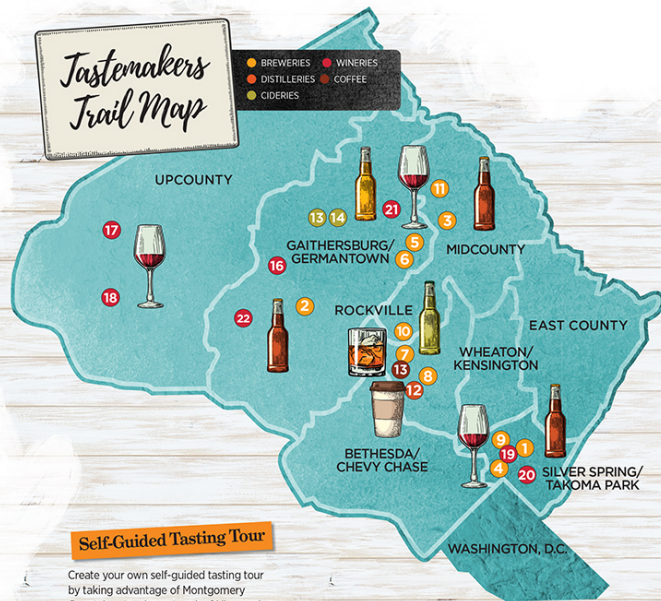 Tastemakers
Trail Map
BREWERIES
WINERIES
DISTILLERIES
COFFEE
CIDERIES
UPCOUNTY
17
18
13
14
21
11
3
5
6
GAITHERSBURG/
GERMANTOWN
MIDCOUNTY
16
22
2
ROCKVILLE
10
7
13
8
12
EAST COUNTY
WHEATON/
KENSINGTON
BETHESDA/
CHEVY CHASE
9
1
19
4
20
SILVER SPRING/
TAKOMA PARK
WASHINGTON, D.C.
Self-Guided Tasting Tour
Create your own self-guided tasting tour
by taking advantage of Montgomery